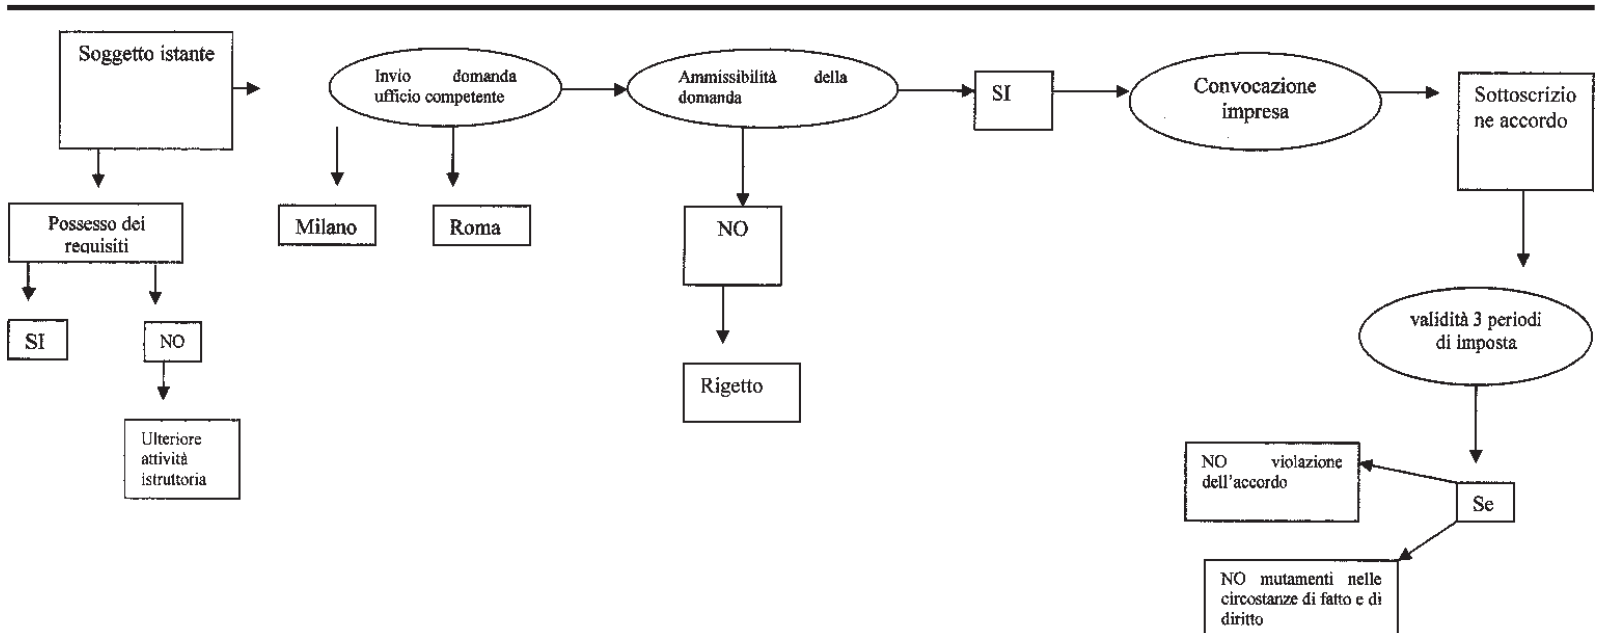 Soggetto istante
Invio domanda
ufficio competente
Ammissibilità della
domanda
SI
Convocazione
impresa
Sottoscrizio
ne accordo
Possesso dei
requisiti
Milano
Roma
NO
SI
NO
validità 3 periodi
di imposta
Rigetto
Ulteriore
attività
istruttoria
NO violazione
dell'accordo
Se
NO mutamenti nelle
circostanze di fatto e di
diritto